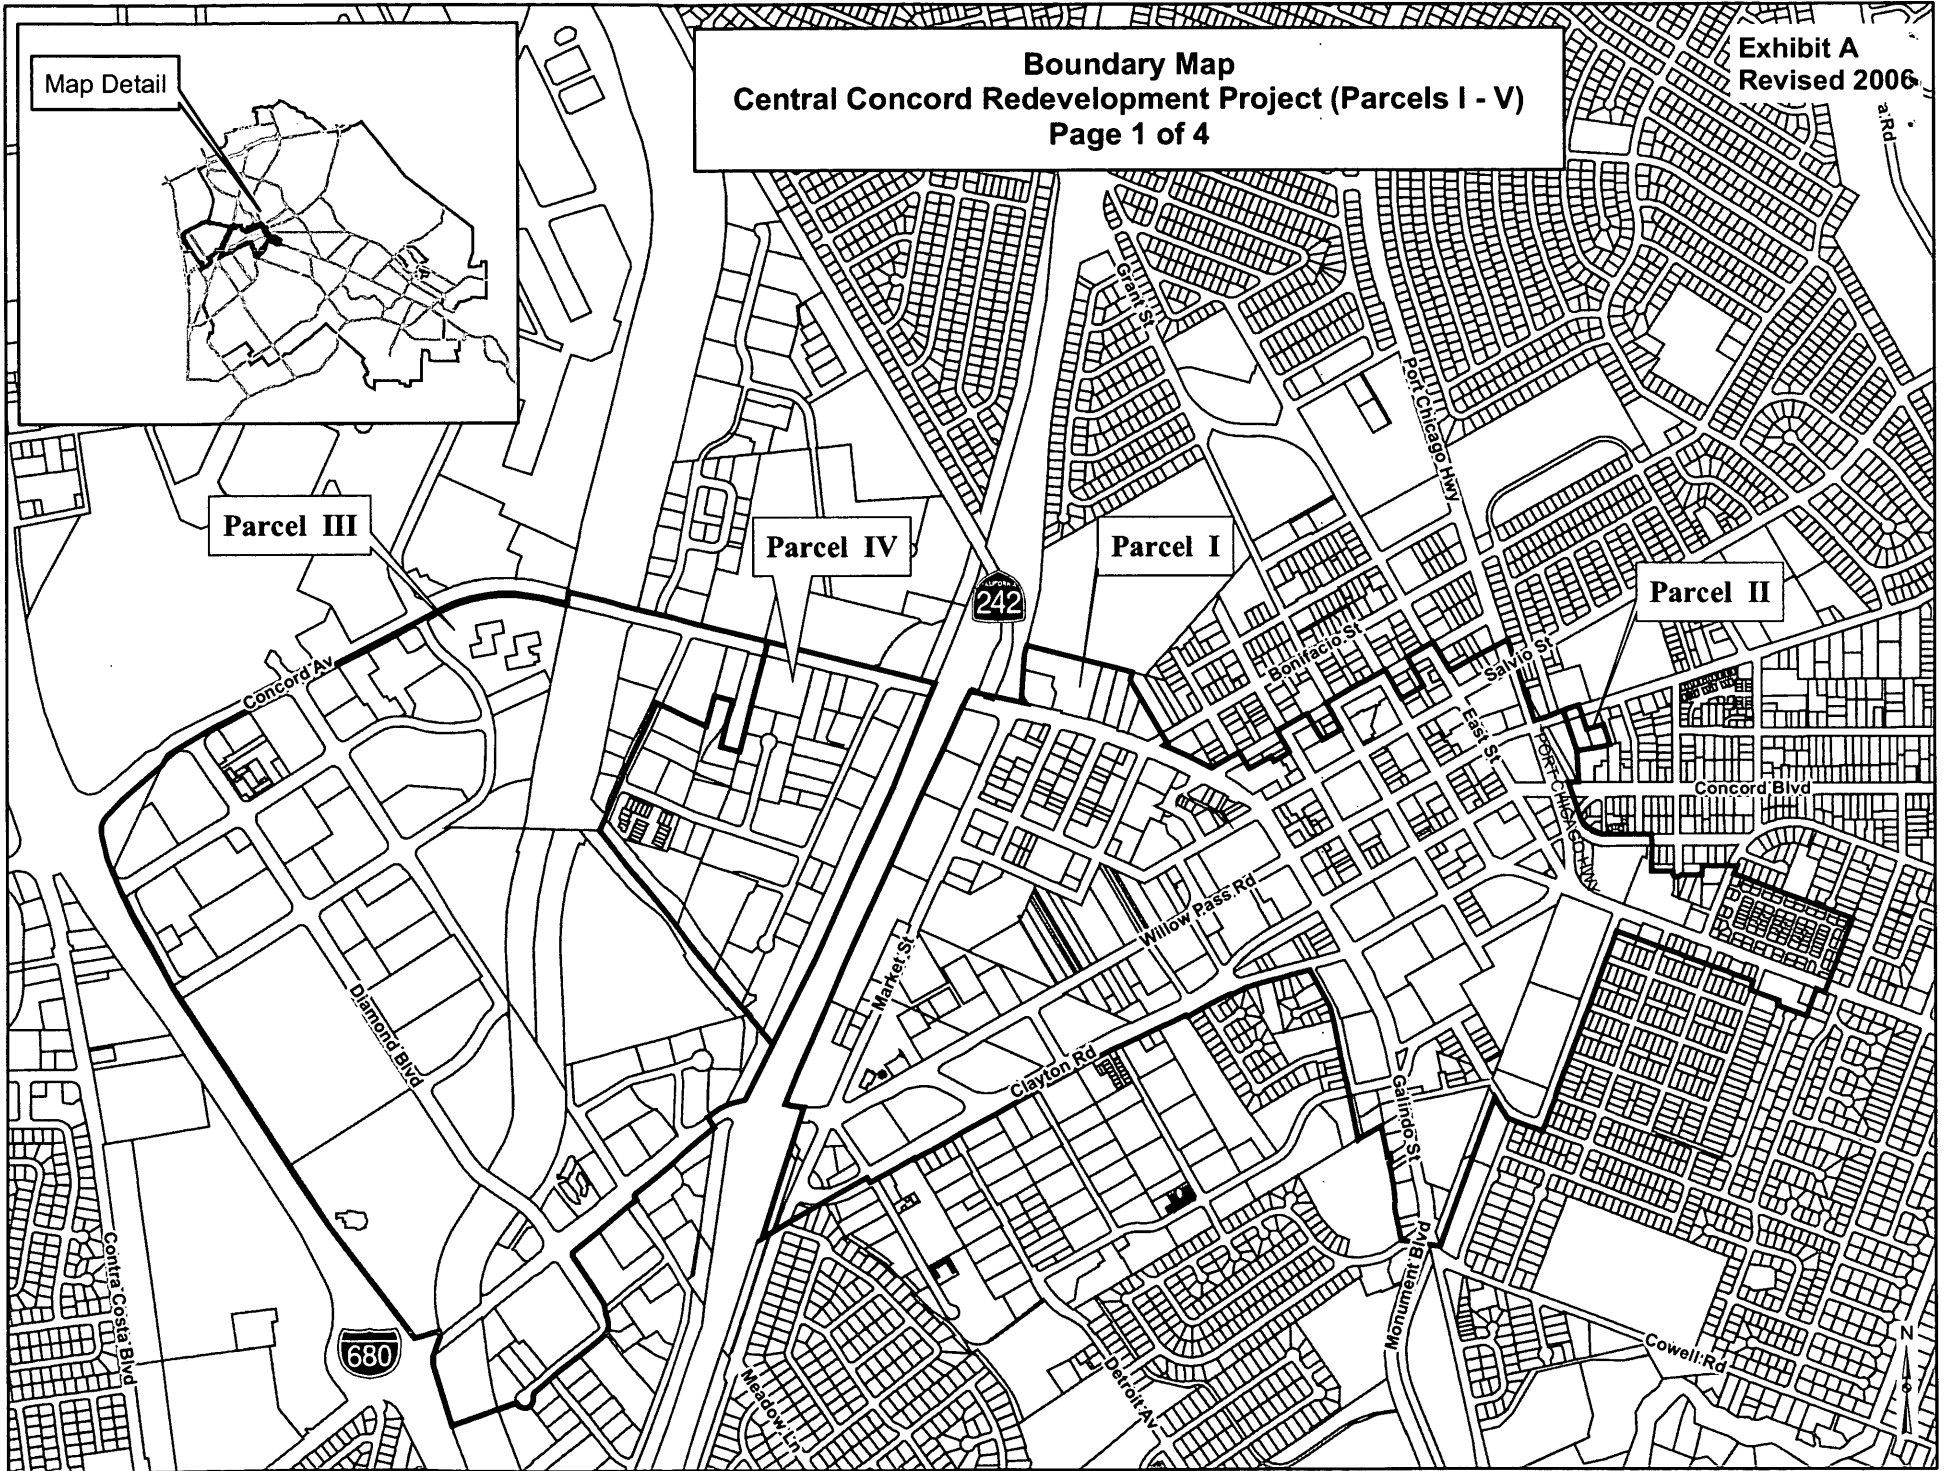 Exhibit A
Revised 2006
Boundary Map
Central Concord Redevelopment Project (Parcels I - V)
Page 1 of 4
Map Detail
a Rd
Grant St
Port Chicago Hwy
Parcel III
Parcel IV
Parcel I
Parcel II
CALIFORNIA
242
Bonifacio St
Salvio St
Concord Av
East St
PORT CHICAGO HWY
Concord Blvd
Willow Pass Rd
Market St
Diamond Blvd
Clayton Rd
Galindo St
Contra Costa Blvd
Monument Blvd
680
Meadow Ln
Detroit Av
Cowell Rd
N